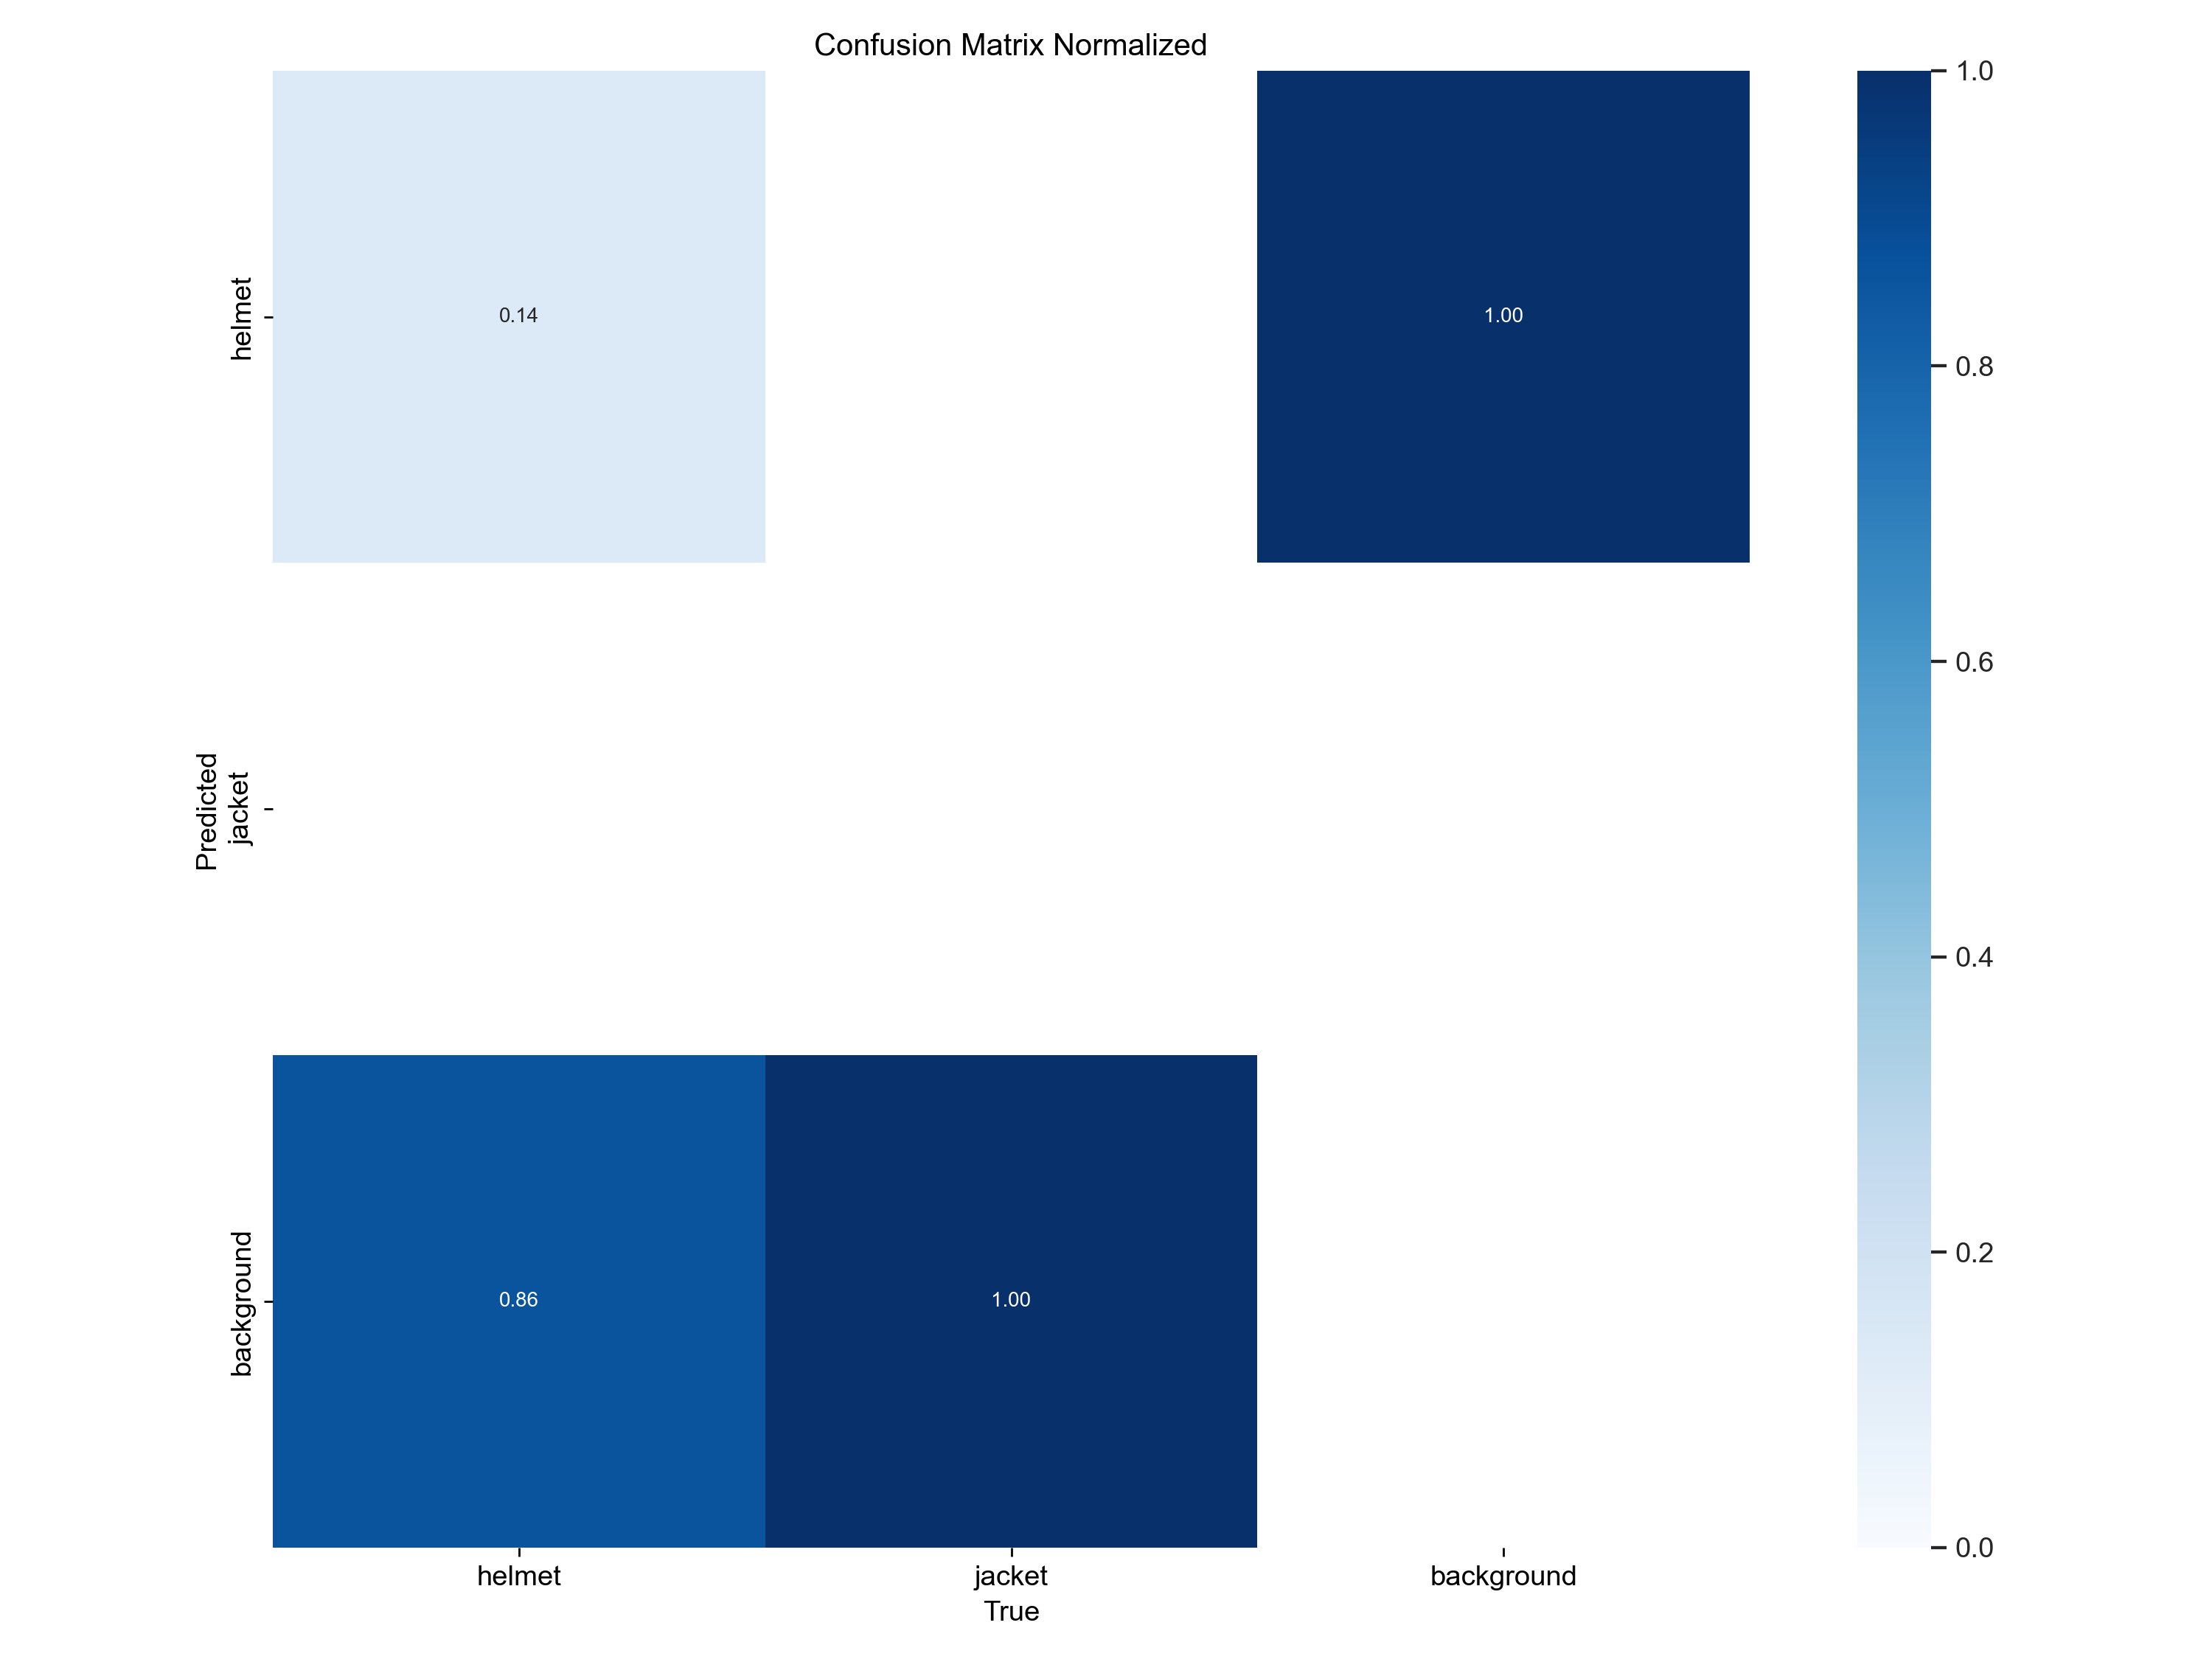 Confusion Matrix Normalized
1.0
helmet
0.14
1.00
0.8
0.6
Predicted
jacket
0.4
0.2
background
0.86
1.00
0.0
helmet
jacket
background
True